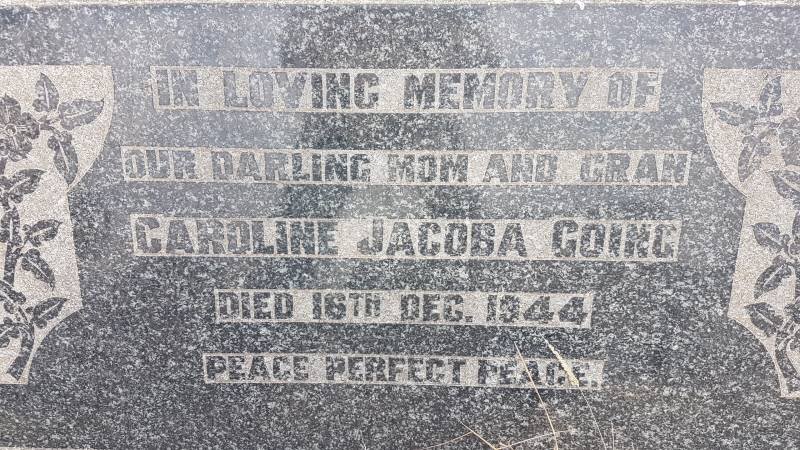 IN LOVING MEMORY OF
OUR DARLING MOM AND GRAN
CAROLINE JACOBA GOING
DIED 16TH DEC. 1944
PEACE PERFECT PEACE.